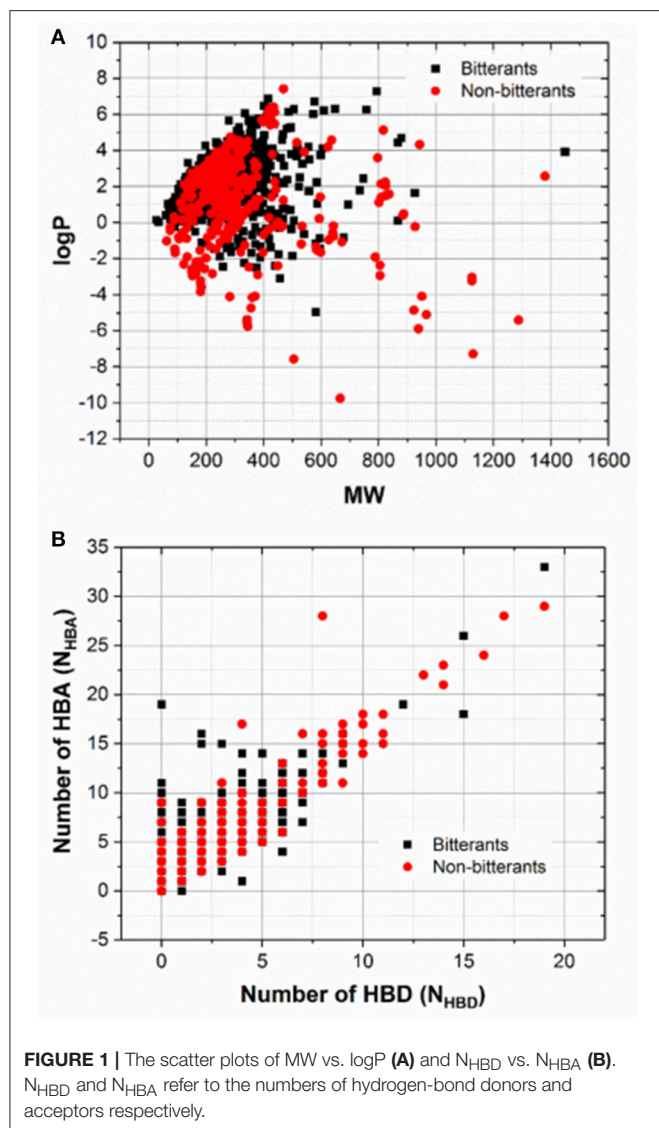 A
10
8
6
4
2
0
-2
-4
-6
-8
-10
-12
logP
Bitterants
Non-bitterants
0 200 400 600 800 1000 1200 1400 1600
MW
B
35
30
25
20
15
10
5
0
-5
Number of HBA (NHBA)
Bitterants
Non-bitterants
0 5 10 15 20
Number of HBD (NHBD)
FIGURE 1 | The scatter plots of MW vs. logP (A) and NHBD vs. NHBA (B).
NHBD and NHBA refer to the numbers of hydrogen-bond donors and
acceptors respectively.